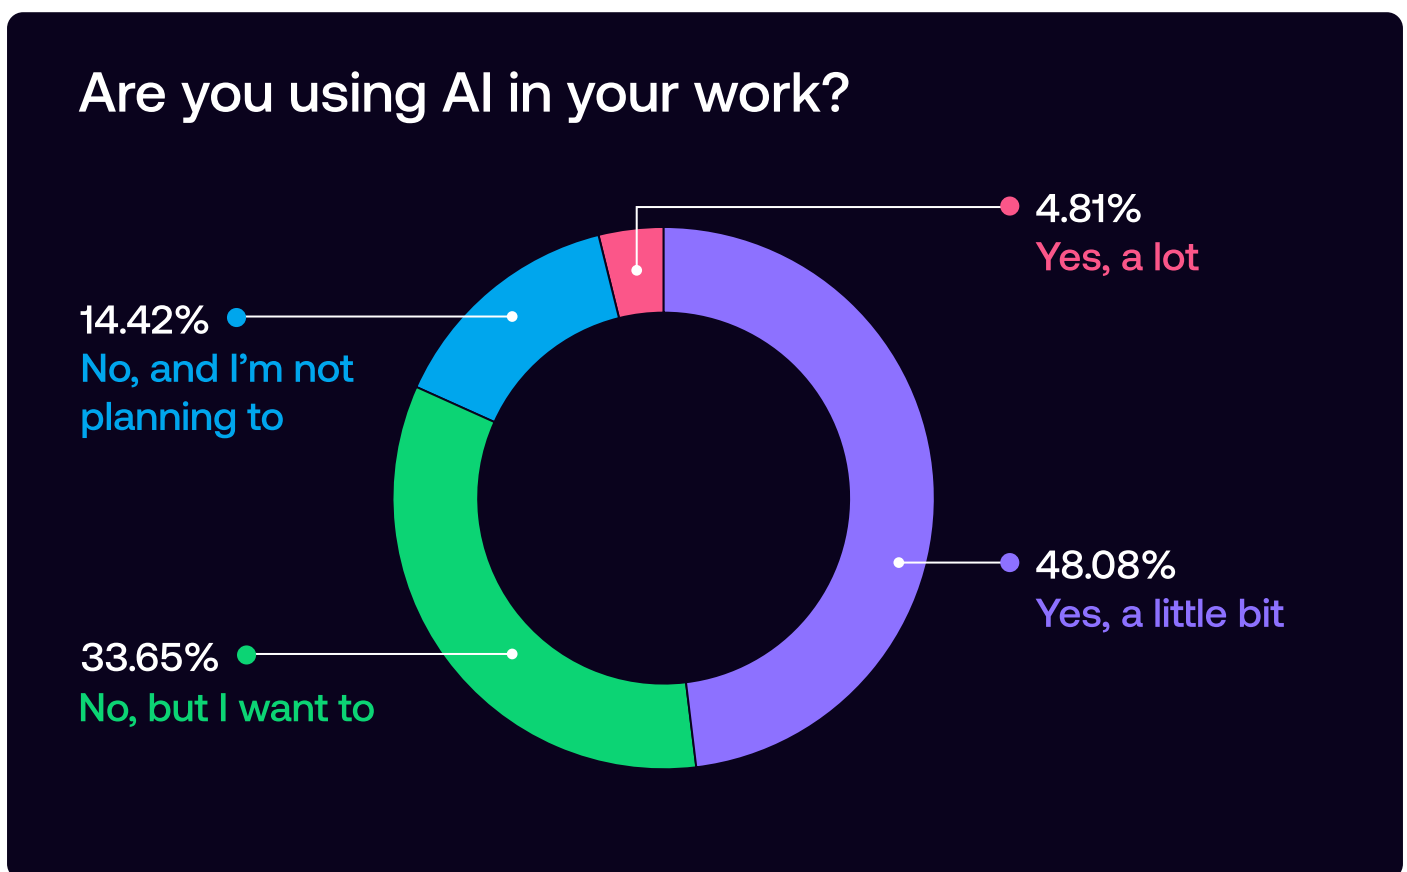 Are you using AI in your work?
4.81%
Yes, a lot
14.42%
No, and I’m not
planning to
48.08%
Yes, a little bit
33.65%
No, but I want to